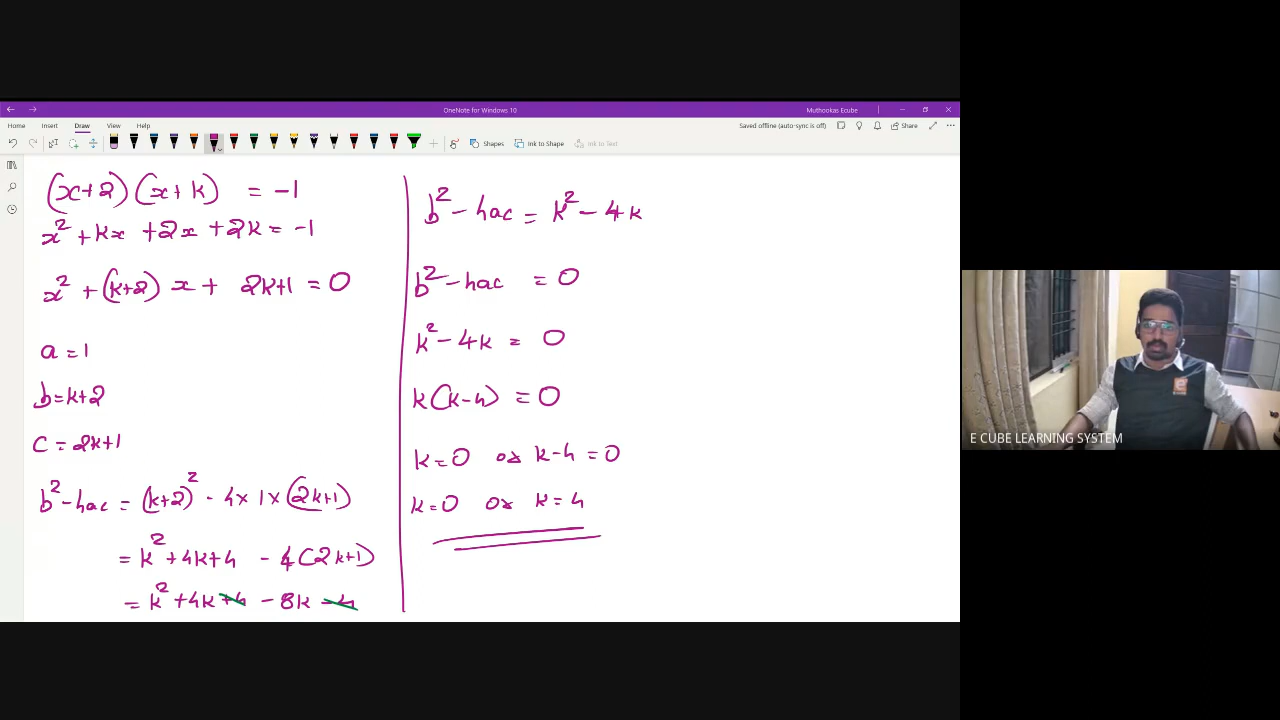 OneNote for Windows 10
Muthookas Ecube
Home Insert Draw View Help
Saved offline (auto-sync is off) Share
Shapes Ink to Shape Ink to Text
(x+2)(x+k) = -1
x² + kx + 2x + 2k = -1
x² + (k+2) x + 2k+1 = 0
a = 1
b = k+2
c = 2k+1
b² - 4ac = (k+2)² - 4 × 1 × (2k+1)
= k² + 4k + 4 - 4(2k+1)
= k² + 4k + 4 - 8k - 4
b² - 4ac = k² - 4k
b² - 4ac = 0
k² - 4k = 0
k(k-4) = 0
k = 0 or k-4 = 0
k = 0 or k = 4
E CUBE LEARNING SYSTEM